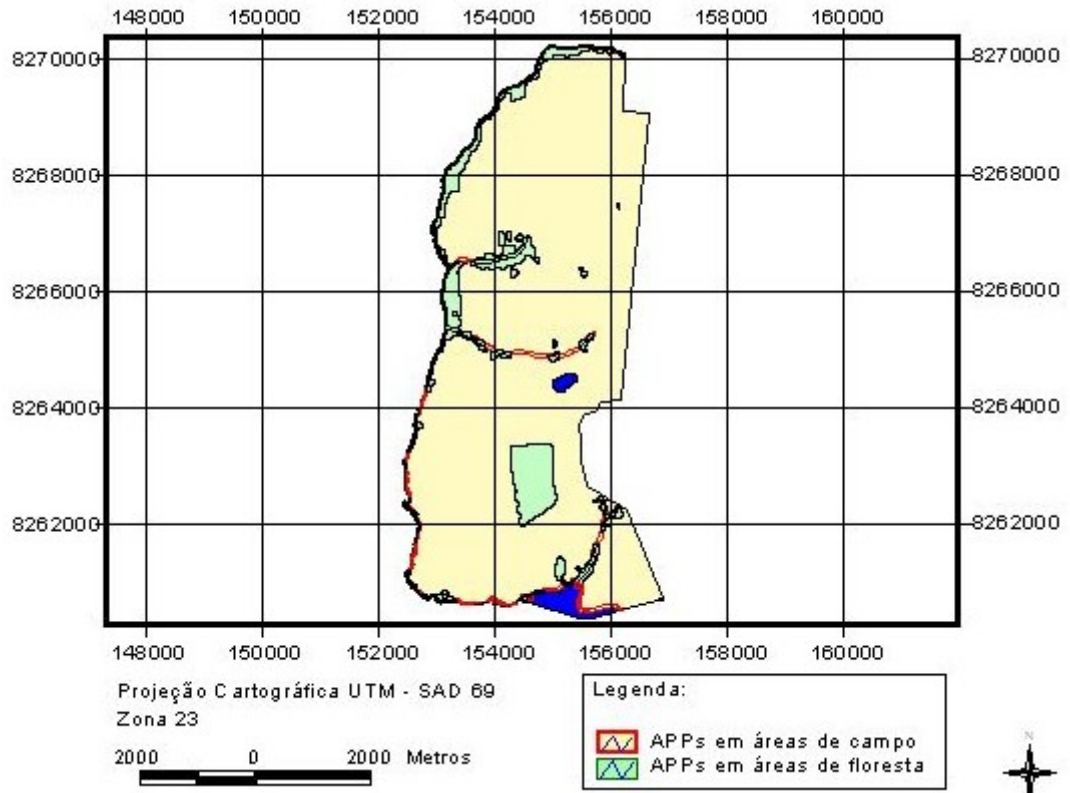 148000 150000 152000 154000 156000 158000 160000
8270000 8270000
8268000 8268000
8266000 8266000
8264000 8264000
8262000 8262000
148000 150000 152000 154000 156000 158000 160000
Projeção Cartográfica UTM - SAD 69
Zona 23
2000 0 2000 Metros
Legenda:
APPs em áreas de campo
APPs em áreas de floresta
N